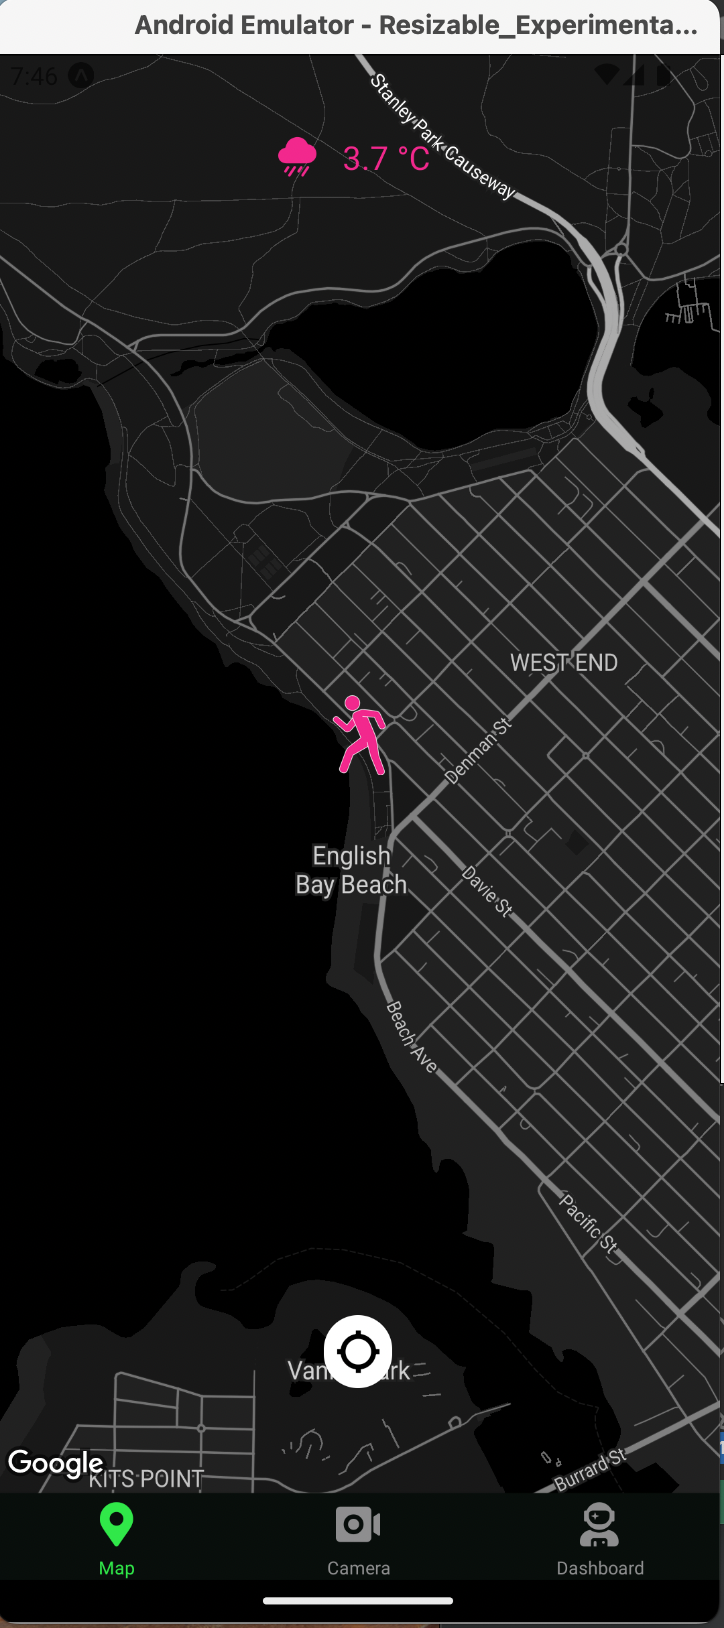 Android Emulator - Resizable_Experimenta...
7:46
Stanley Park Causeway
3.7 °C
WEST END
Denman St
English
Bay Beach
Davie St
Beach Ave
Pacific St
Google
KITS POINT
Burrard St
Map
Camera
Dashboard